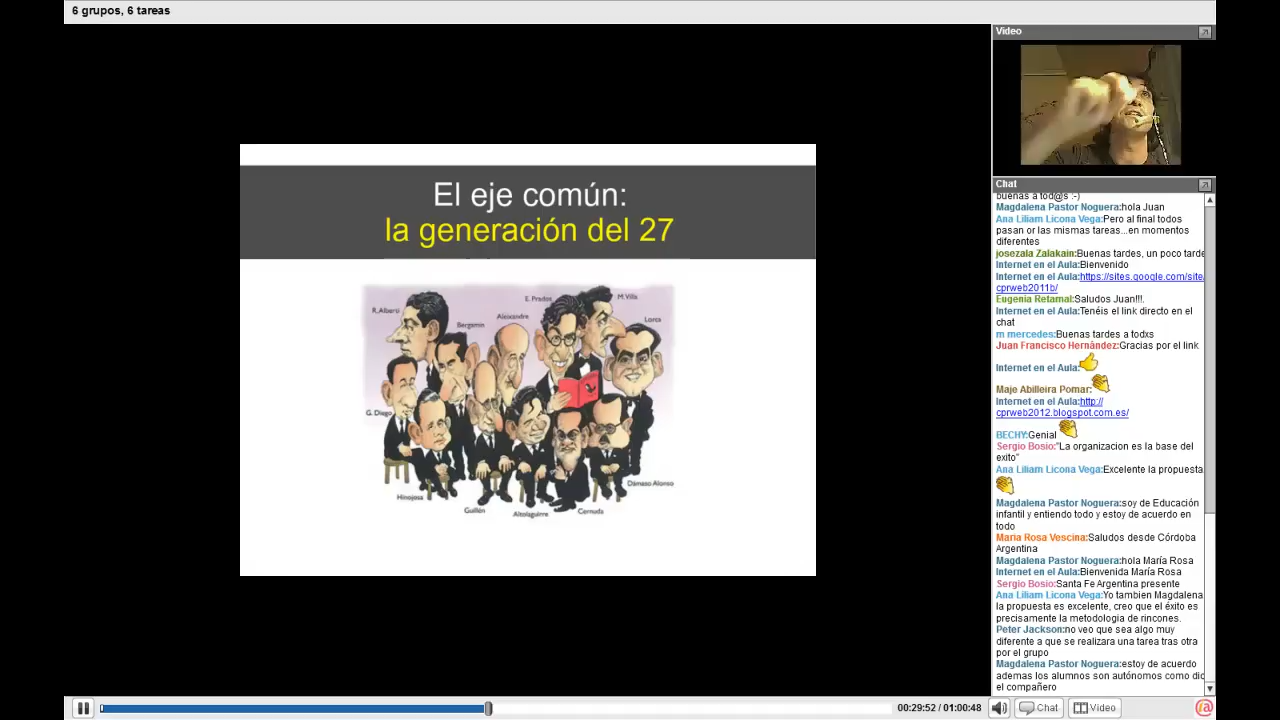 6 grupos, 6 tareas
El eje común:
la generación del 27
R. Alberti
Bergamín
Aleixandre
E. Prados
M. Villa
Lorca
G. Diego
Hinojosa
Guillén
Altolaguirre
Cernuda
Dámaso Alonso
Video
Chat
buenas a tod@s :-)
Magdalena Pastor Noguera:hola Juan
Ana Liliam Licona Vega:Pero al final todos
pasan or las mismas tareas...en momentos
diferentes
josezala Zalakain:Buenas tardes, un poco tarde
Internet en el Aula:Bienvenido
Internet en el Aula:https://sites.google.com/site/
cprweb2011b/
Eugenia Retamal:Saludos Juan!!!.
Internet en el Aula:Tenéis el link directo en el
chat
m mercedes:Buenas tardes a todxs
Juan Francisco Hernández:Gracias por el link
Internet en el Aula:
Maje Abilleira Pomar:
Internet en el Aula:http://
cprweb2012.blogspot.com.es/
BECHY:Genial
Sergio Bosio:"La organizacion es la base del
exito"
Ana Liliam Licona Vega:Excelente la propuesta
Magdalena Pastor Noguera:soy de Educación
infantil y entiendo todo y estoy de acuerdo en
todo
Maria Rosa Vescina:Saludos desde Córdoba
Argentina
Magdalena Pastor Noguera:hola María Rosa
Internet en el Aula:Bienvenida María Rosa
Sergio Bosio:Santa Fe Argentina presente
Ana Liliam Licona Vega:Yo tambien Magdalena
la propuesta es excelente, creo que el éxito es
precisamente la metodologia de rincones.
Peter Jackson:no veo que sea algo muy
diferente a que se realizara una tarea tras otra
por el grupo
Magdalena Pastor Noguera:estoy de acuerdo
ademas los alumnos son autónomos como dic
el compañero
00:29:52 / 01:00:48
Chat
Video